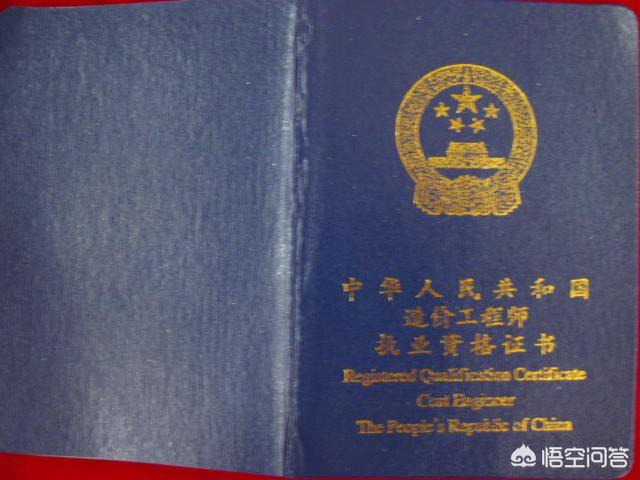 中华人民共和国
造价工程师
执业资格证书
Registered Qualification Certificate
Cost Engineer
The People's Republic of China
悟空问答